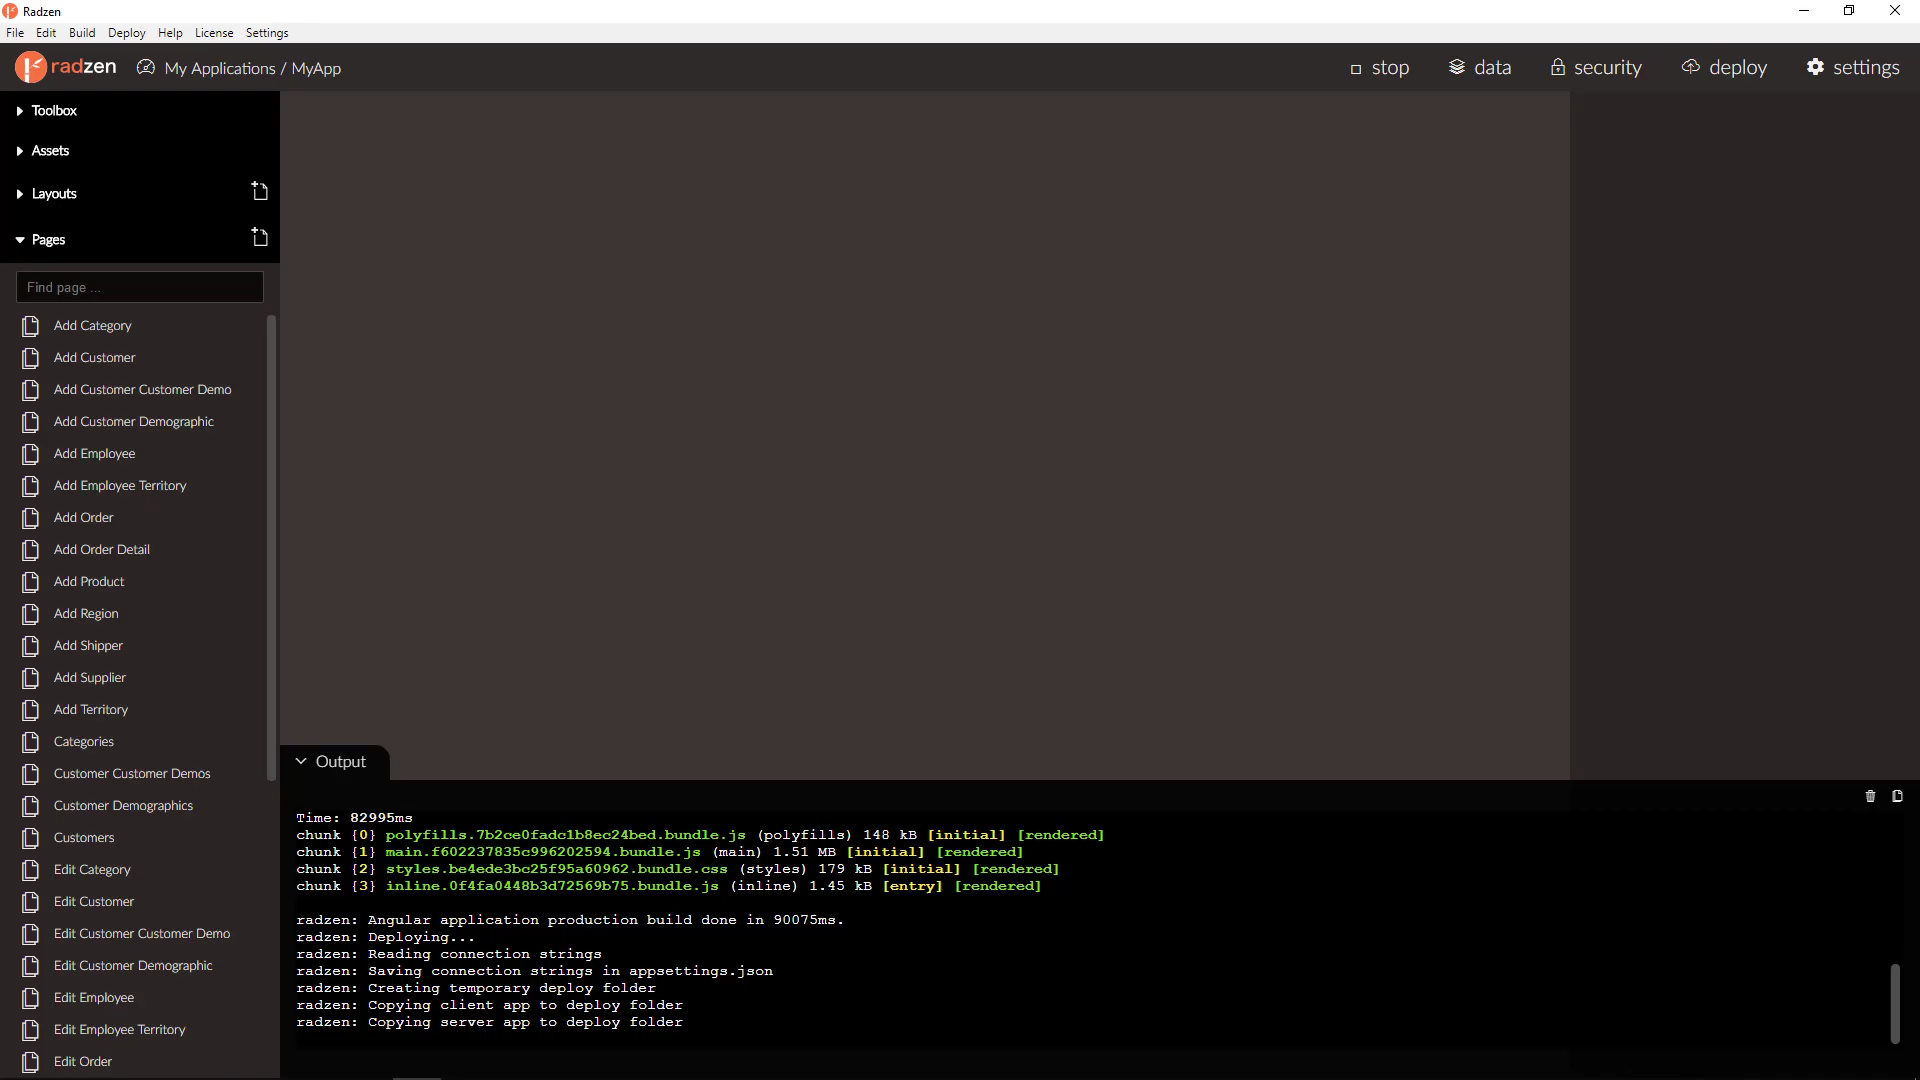 Radzen
File Edit Build Deploy Help License Settings
radzen My Applications / MyApp stop data security deploy settings
Toolbox
Assets
Layouts
Pages
Find page ...
Add Category
Add Customer
Add Customer Customer Demo
Add Customer Demographic
Add Employee
Add Employee Territory
Add Order
Add Order Detail
Add Product
Add Region
Add Shipper
Add Supplier
Add Territory
Categories
Customer Customer Demos
Customer Demographics
Customers
Edit Category
Edit Customer
Edit Customer Customer Demo
Edit Customer Demographic
Edit Employee
Edit Employee Territory
Edit Order
Output
Time: 82995ms
chunk {0} polyfills.7b2ce0fadc1b8ec24bed.bundle.js (polyfills) 148 kB [initial] [rendered]
chunk {1} main.f602237835c996202594.bundle.js (main) 1.51 MB [initial] [rendered]
chunk {2} styles.be4ede3bc25f95a60962.bundle.css (styles) 179 kB [initial] [rendered]
chunk {3} inline.0f4fa0448b3d72569b75.bundle.js (inline) 1.45 kB [entry] [rendered]
radzen: Angular application production build done in 90075ms.
radzen: Deploying...
radzen: Reading connection strings
radzen: Saving connection strings in appsettings.json
radzen: Creating temporary deploy folder
radzen: Copying client app to deploy folder
radzen: Copying server app to deploy folder